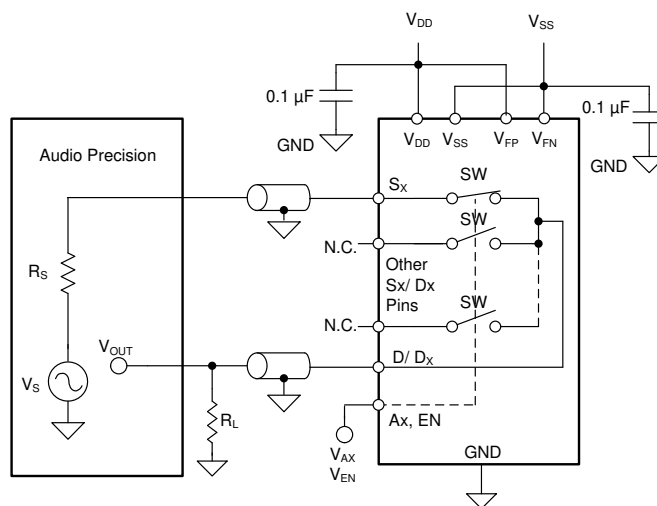 V_DD
V_SS
0.1 µF
0.1 µF
GND
V_DD
V_SS
V_FP
V_FN
GND
Audio Precision
S_X
SW
SW
N.C.
Other
Sx/ Dx
Pins
R_S
SW
N.C.
V_OUT
D/ D_X
V_S
R_L
Ax, EN
V_AX
V_EN
GND